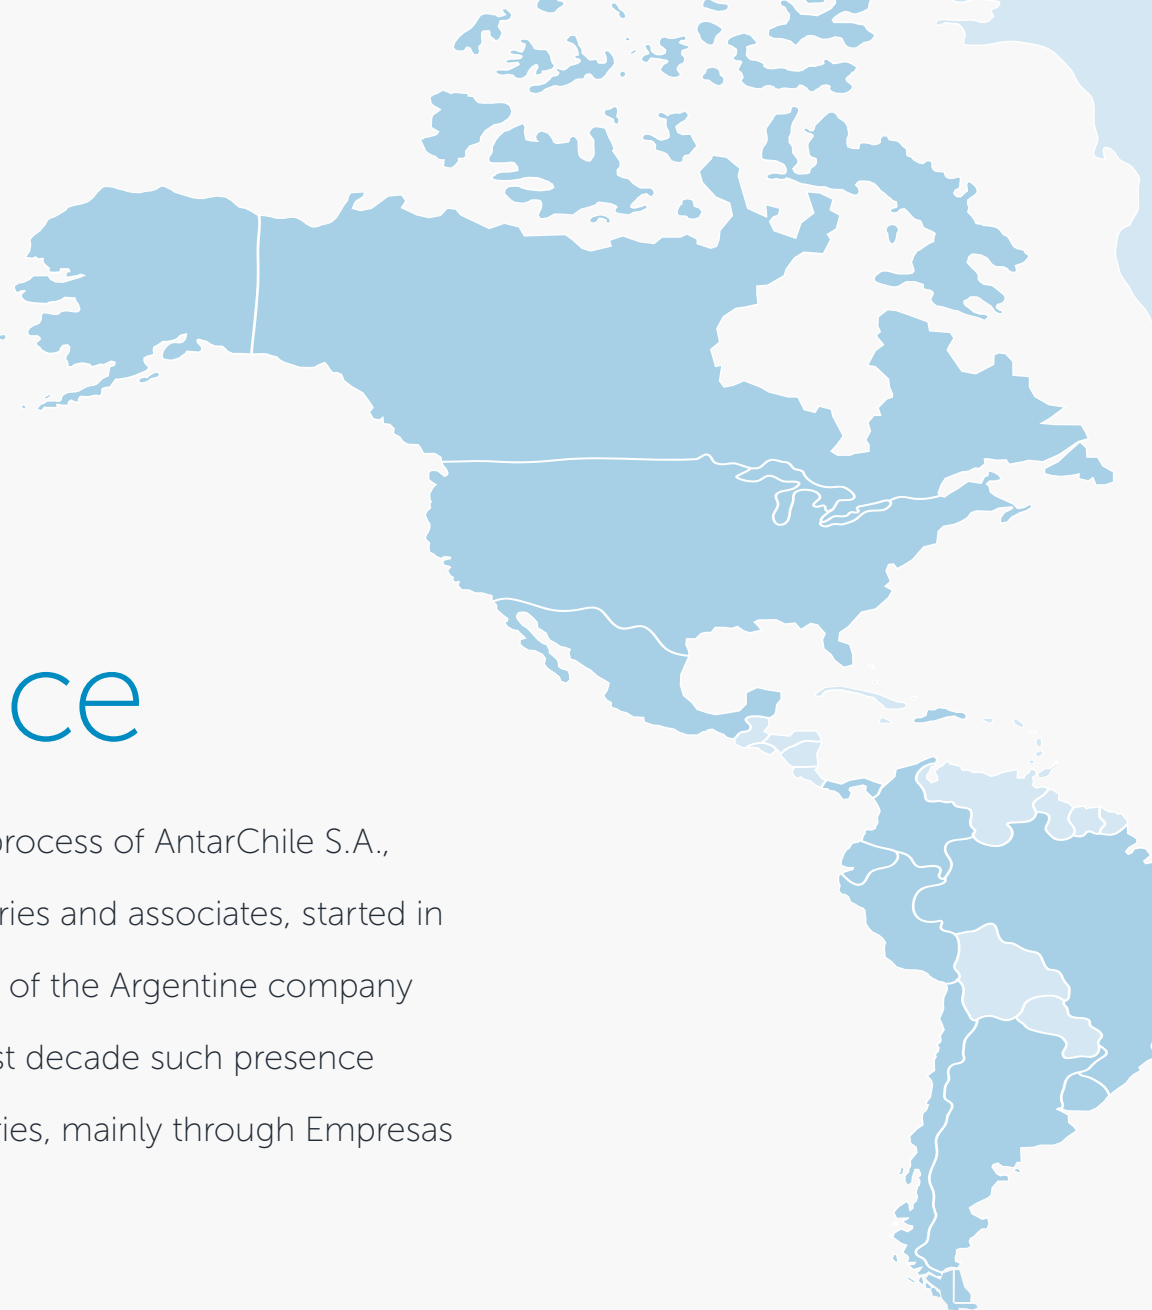 ce
process of AntarChile S.A.,
ries and associates, started in
of the Argentine company
st decade such presence
ries, mainly through Empresas